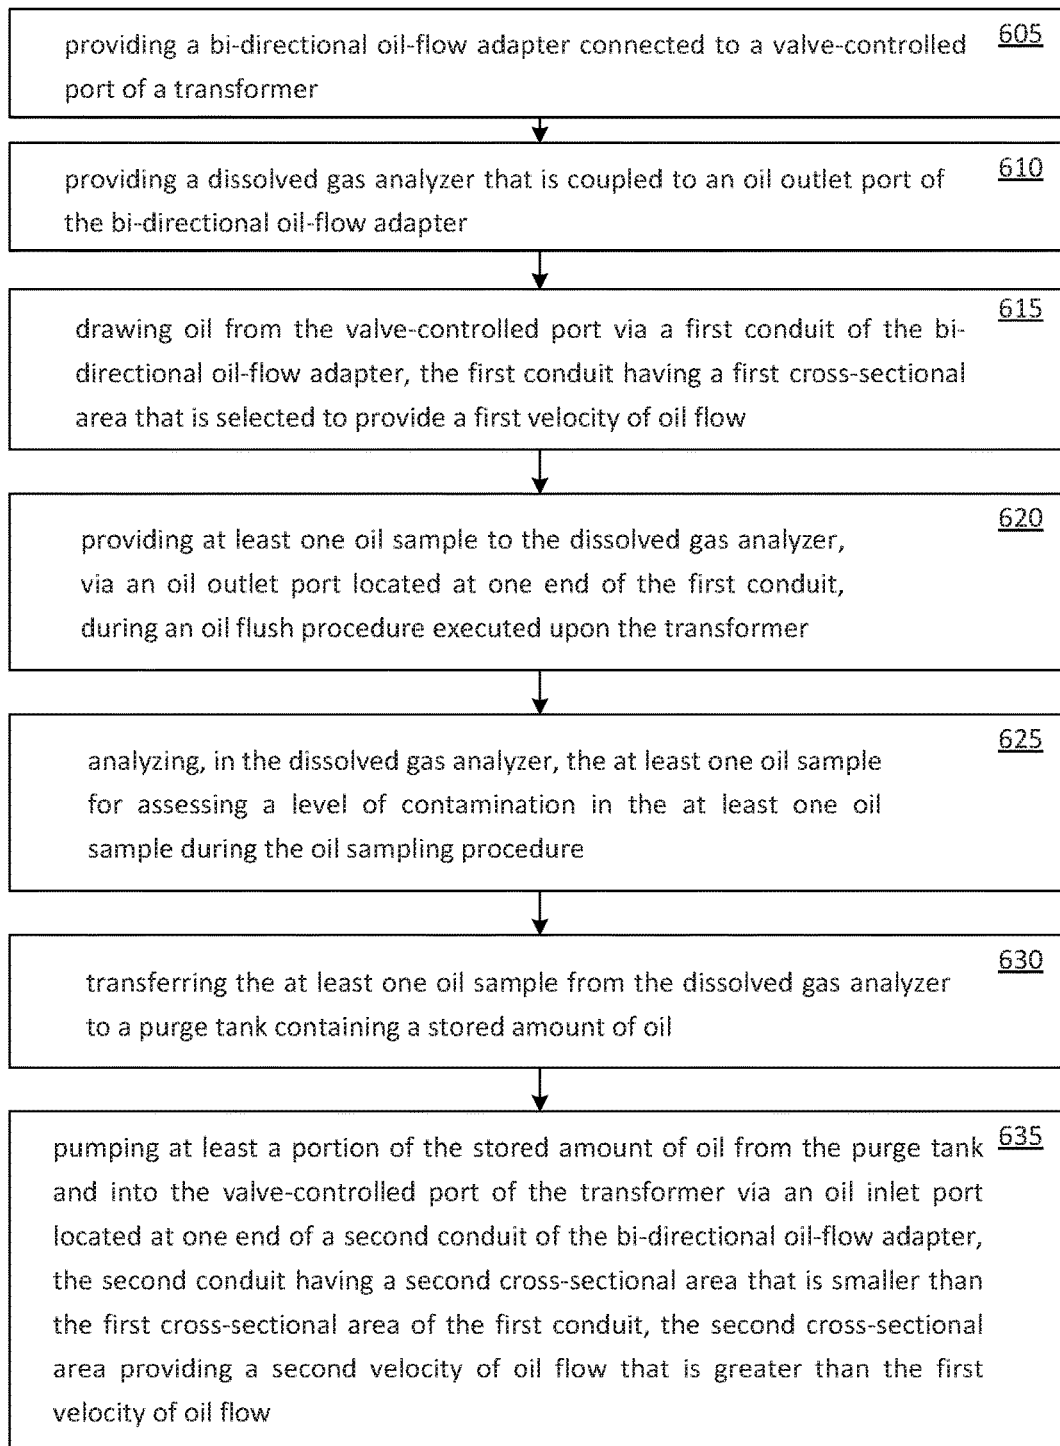 605
providing a bi-directional oil-flow adapter connected to a valve-controlled
port of a transformer
610
providing a dissolved gas analyzer that is coupled to an oil outlet port of
the bi-directional oil-flow adapter
615
drawing oil from the valve-controlled port via a first conduit of the bi-
directional oil-flow adapter, the first conduit having a first cross-sectional
area that is selected to provide a first velocity of oil flow
620
providing at least one oil sample to the dissolved gas analyzer,
via an oil outlet port located at one end of the first conduit,
during an oil flush procedure executed upon the transformer
625
analyzing, in the dissolved gas analyzer, the at least one oil sample
for assessing a level of contamination in the at least one oil
sample during the oil sampling procedure
630
transferring the at least one oil sample from the dissolved gas analyzer
to a purge tank containing a stored amount of oil
635
pumping at least a portion of the stored amount of oil from the purge tank
and into the valve-controlled port of the transformer via an oil inlet port
located at one end of a second conduit of the bi-directional oil-flow adapter,
the second conduit having a second cross-sectional area that is smaller than
the first cross-sectional area of the first conduit, the second cross-sectional
area providing a second velocity of oil flow that is greater than the first
velocity of oil flow